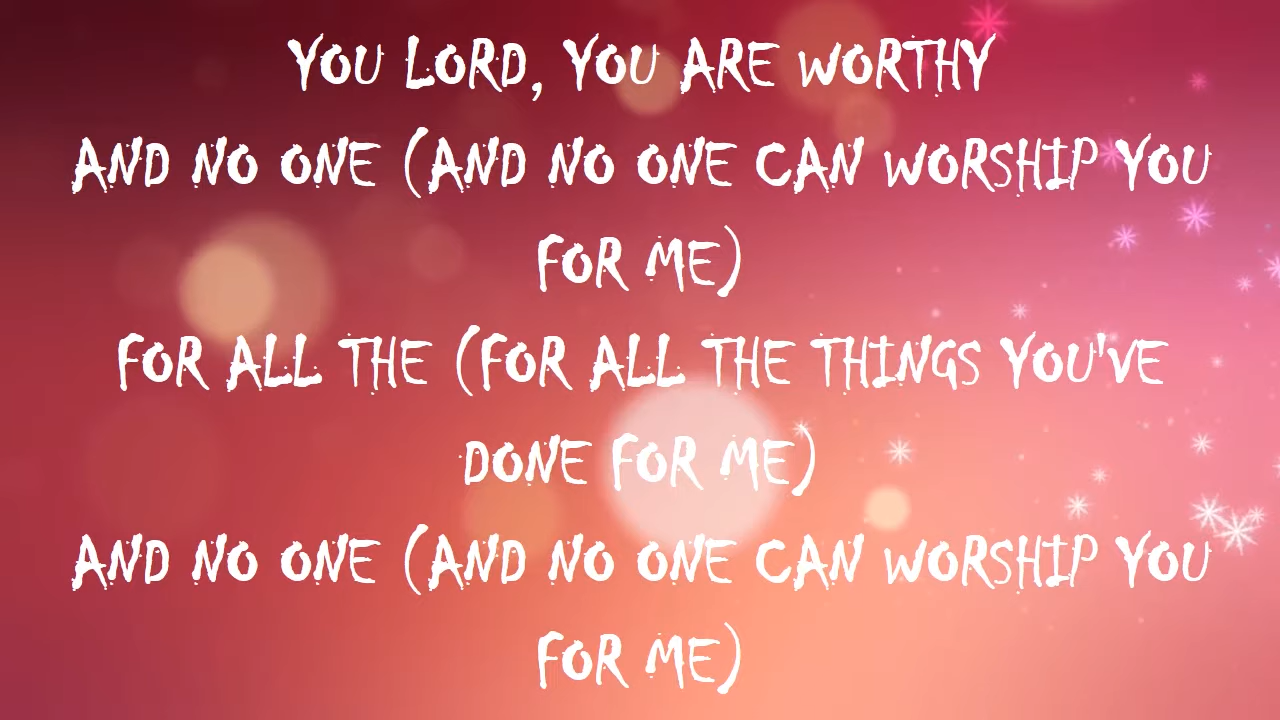 YOU LORD, YOU ARE WORTHY
AND NO ONE (AND NO ONE CAN WORSHIP YOU
FOR ME)
FOR ALL THE (FOR ALL THE THINGS YOU'VE
DONE FOR ME)
AND NO ONE (AND NO ONE CAN WORSHIP YOU
FOR ME)